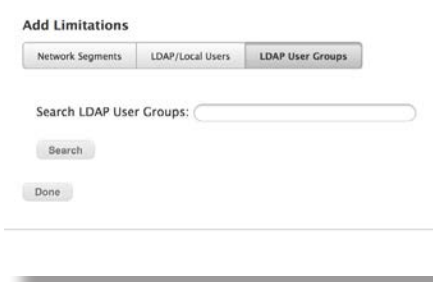 Add Limitations
Network Segments LDAP/Local Users LDAP User Groups
Search LDAP User Groups:
Search
Done